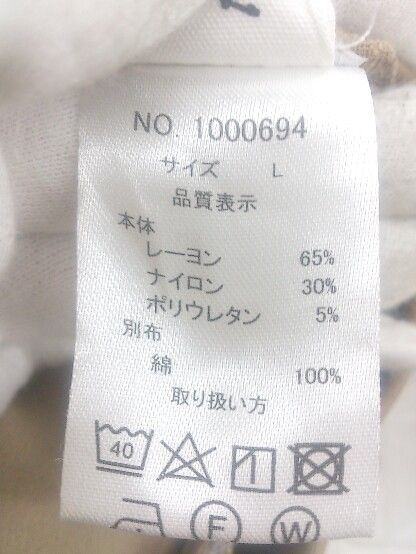 NO. 1000694
サイズ L
品質表示
本体
レーヨン 65%
ナイロン 30%
ポリウレタン 5%
別布
綿 100%
取り扱い方
40
F W